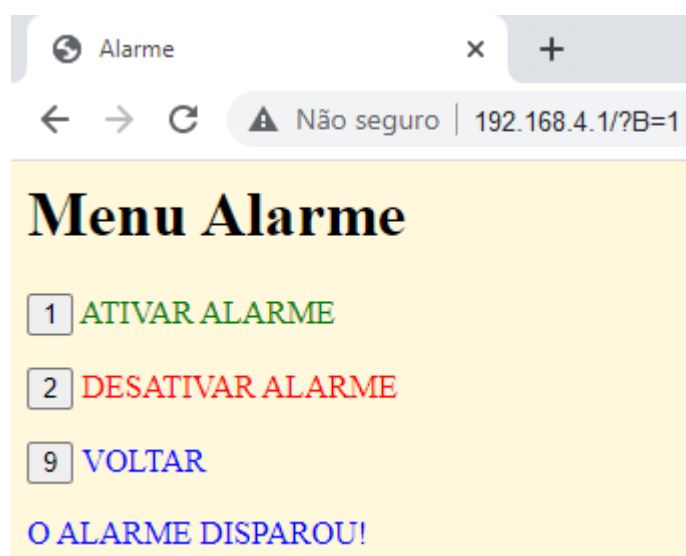 Alarme
Não seguro 192.168.4.1/?B=1
Menu Alarme
1 ATIVAR ALARME
2 DESATIVAR ALARME
9 VOLTAR
O ALARME DISPAROU!